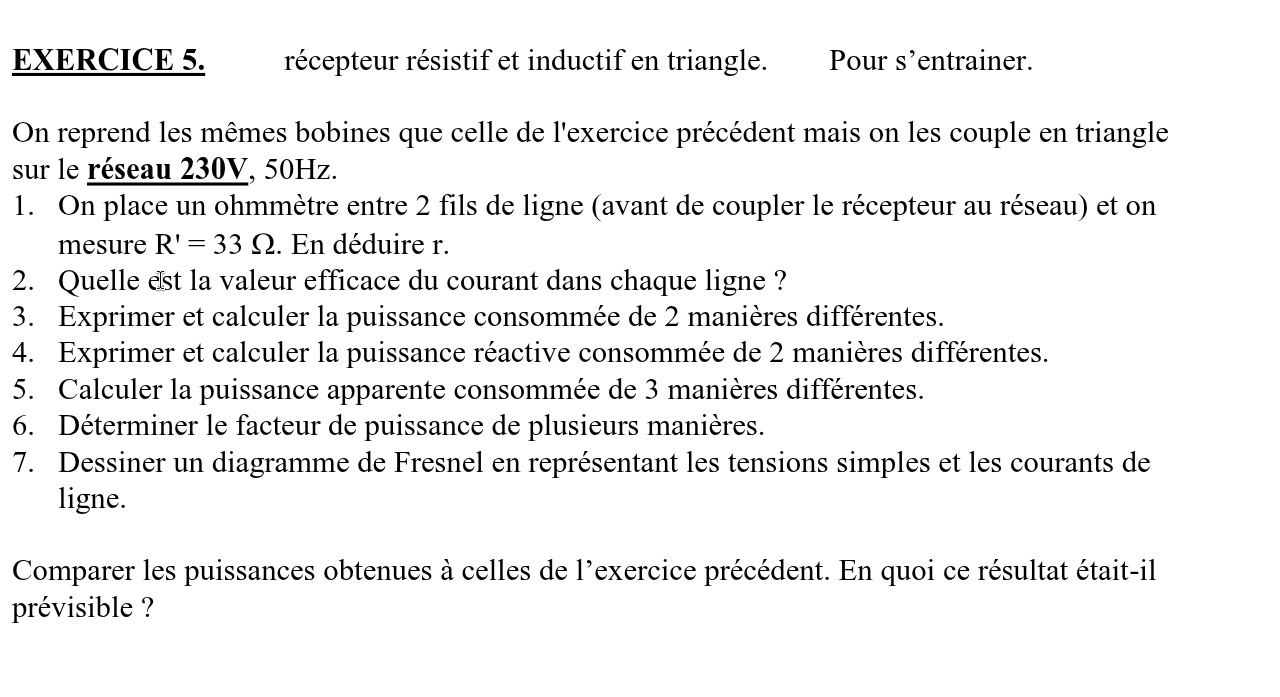 EXERCICE 5. récepteur résistif et inductif en triangle. Pour s’entrainer.
On reprend les mêmes bobines que celle de l'exercice précédent mais on les couple en triangle
sur le réseau 230V, 50Hz.
1. On place un ohmmètre entre 2 fils de ligne (avant de coupler le récepteur au réseau) et on
mesure R' = 33 Ω. En déduire r.
2. Quelle est la valeur efficace du courant dans chaque ligne ?
3. Exprimer et calculer la puissance consommée de 2 manières différentes.
4. Exprimer et calculer la puissance réactive consommée de 2 manières différentes.
5. Calculer la puissance apparente consommée de 3 manières différentes.
6. Déterminer le facteur de puissance de plusieurs manières.
7. Dessiner un diagramme de Fresnel en représentant les tensions simples et les courants de
ligne.
Comparer les puissances obtenues à celles de l’exercice précédent. En quoi ce résultat était-il
prévisible ?